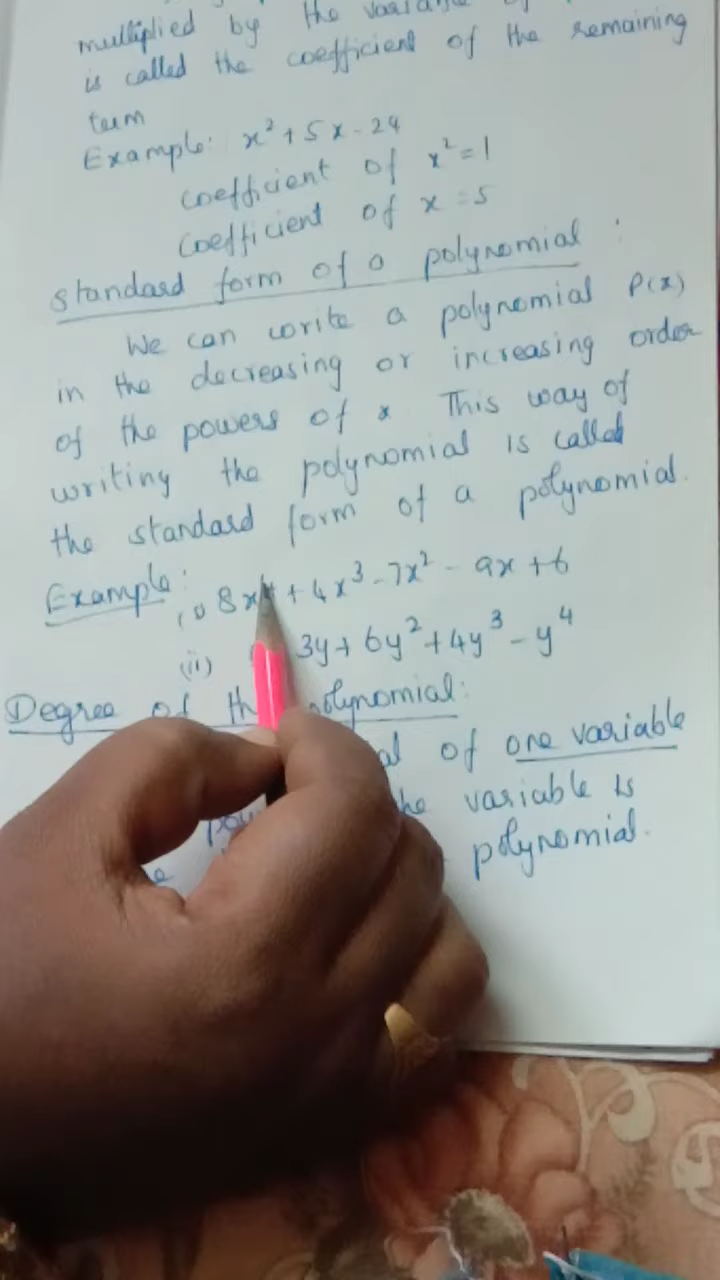 multiplied by the
is called the coefficient of the remaining
term
Example: x² + 5x - 24
coefficient of x² = 1
coefficient of x = 5
Standard form of a polynomial :
We can write a polynomial P(x)
in the decreasing or increasing order
of the powers of x This way of
writing the polynomial is called
the standard form of a polynomial.
Example:
(i) 8x + 4x³ - 7x² - 9x + 6
(ii) 3y + 6y² + 4y³ - y⁴
Degree of the polynomial:
of one variable
the variable is
polynomial.